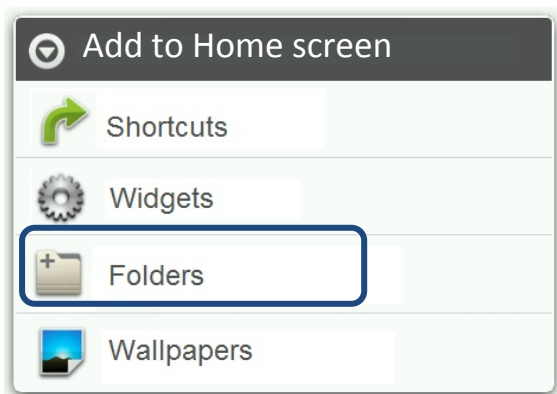 Add to Home screen
Shortcuts
Widgets
Folders
Wallpapers